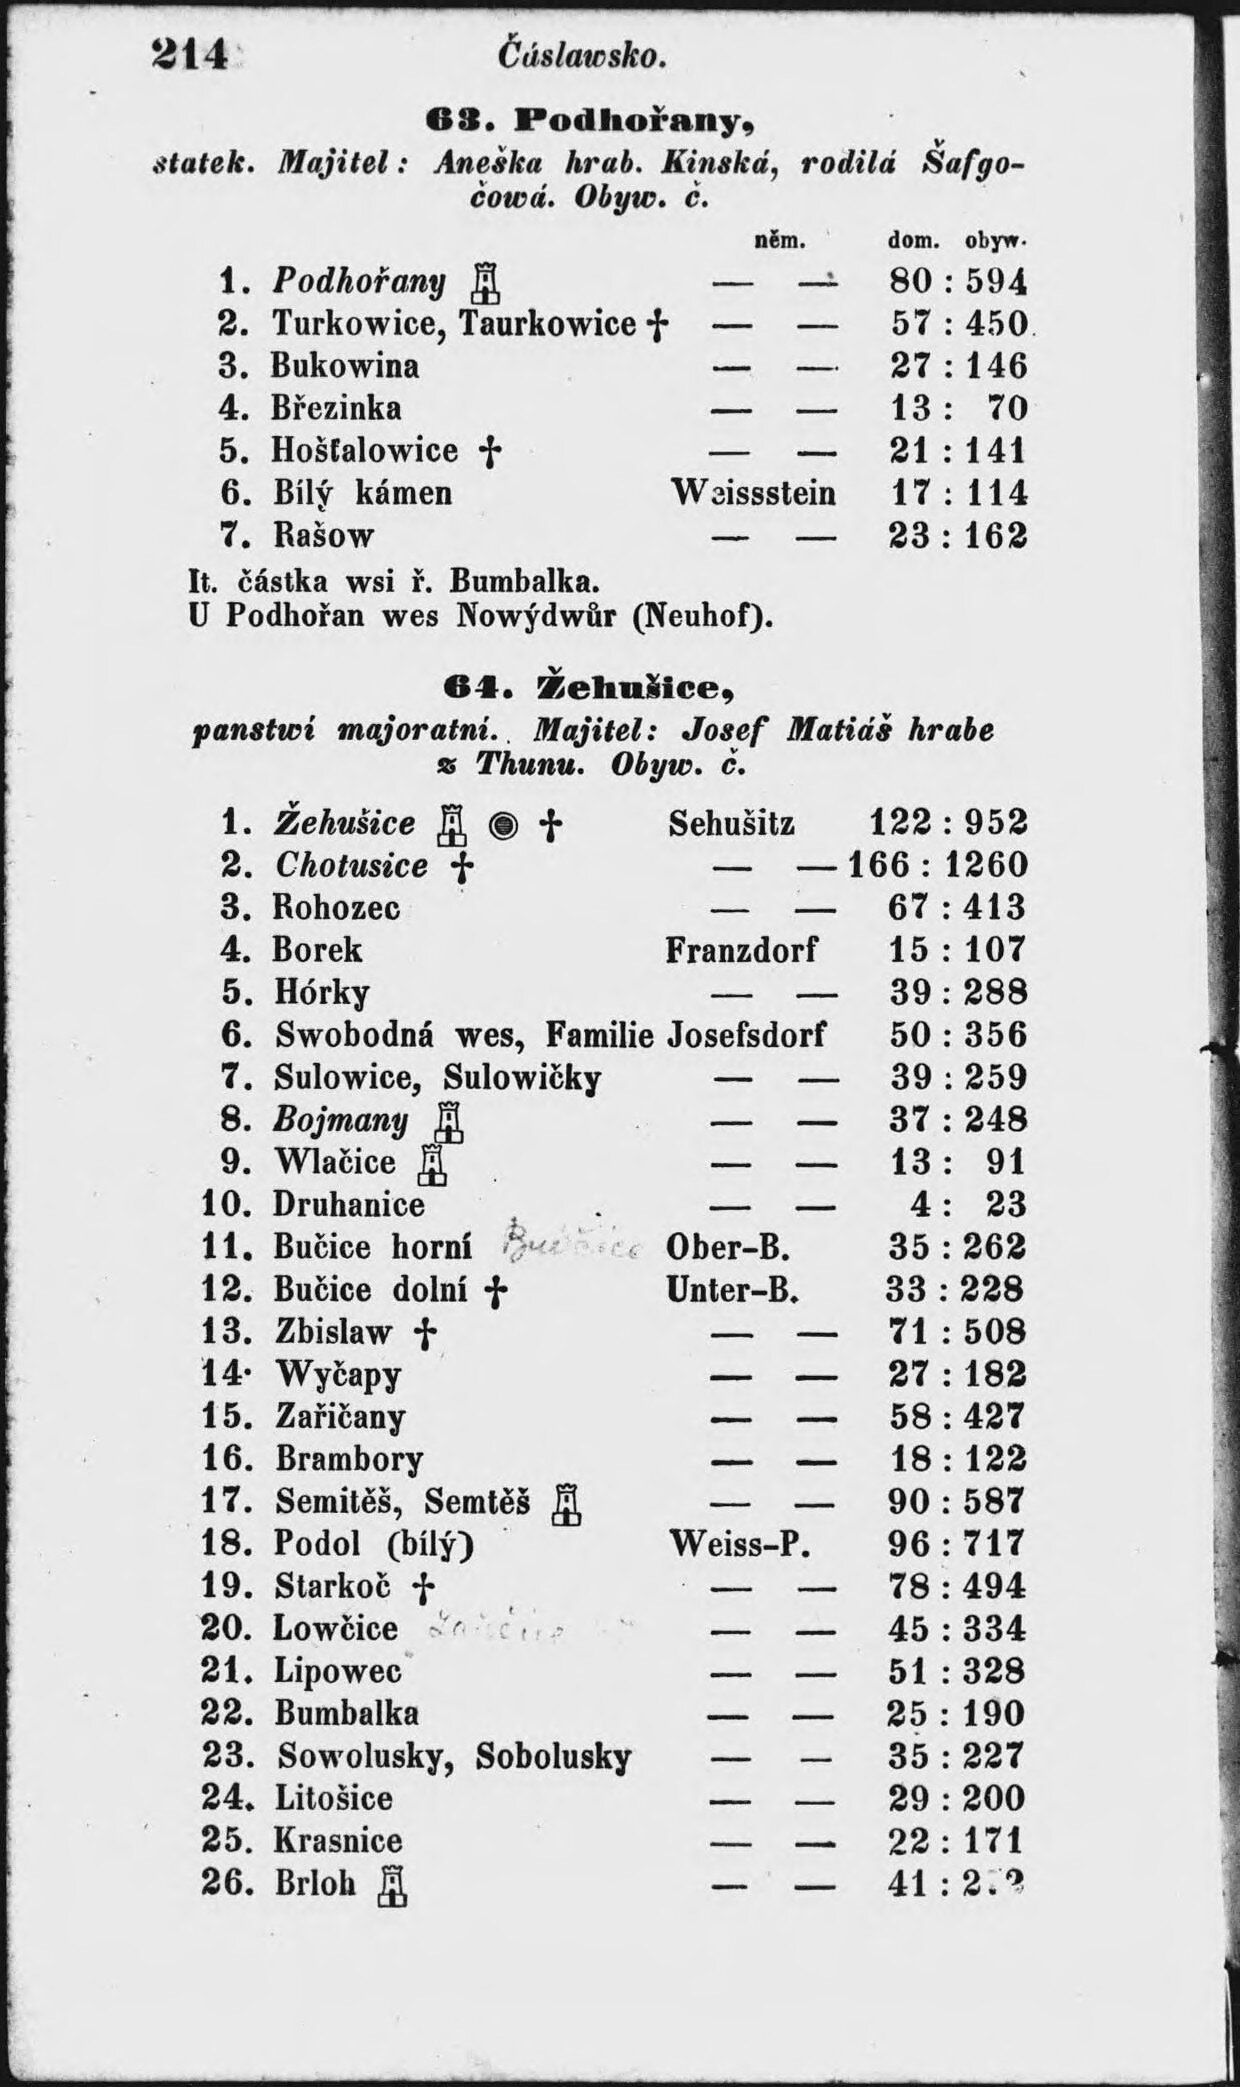 214 Čáslawsko.
63. Podhořany,
statek. Majitel: Aneška hrab. Kinská, rodilá Šafgo-
čowá. Obyw. č.
něm. dom. obyw.
1. Podhořany — — 80 : 594
2. Turkowice, Taurkowice † — — 57 : 450
3. Bukowina — — 27 : 146
4. Březinka — — 13 : 70
5. Hošťalowice † — — 21 : 141
6. Bílý kámen Weissstein 17 : 114
7. Rašow — — 23 : 162
It. částka wsi ř. Bumbalka.
U Podhořan wes Nowýdwůr (Neuhof).
64. Žehušice,
panstwí majoratní. Majitel: Josef Matiáš hrabe
z Thunu. Obyw. č.
1. Žehušice † Sehušitz 122 : 952
2. Chotusice † — — 166 : 1260
3. Rohozec — — 67 : 413
4. Borek Franzdorf 15 : 107
5. Hórky — — 39 : 288
6. Swobodná wes, Familie Josefsdorf 50 : 356
7. Sulowice, Sulowičky — — 39 : 259
8. Bojmany — — 37 : 248
9. Wlačice — — 13 : 91
10. Druhanice — — 4 : 23
11. Bučice horní Ober-B. 35 : 262
12. Bučice dolní † Unter-B. 33 : 228
13. Zbislaw † — — 71 : 508
14. Wyčapy — — 27 : 182
15. Zařičany — — 58 : 427
16. Brambory — — 18 : 122
17. Semitěš, Semtěš — — 90 : 587
18. Podol (bílý) Weiss-P. 96 : 717
19. Starkoč † — — 78 : 494
20. Lowčice — — 45 : 334
21. Lipowec — — 51 : 328
22. Bumbalka — — 25 : 190
23. Sowolusky, Sobolusky — — 35 : 227
24. Litošice — — 29 : 200
25. Krasnice — — 22 : 171
26. Brloh — — 41 :